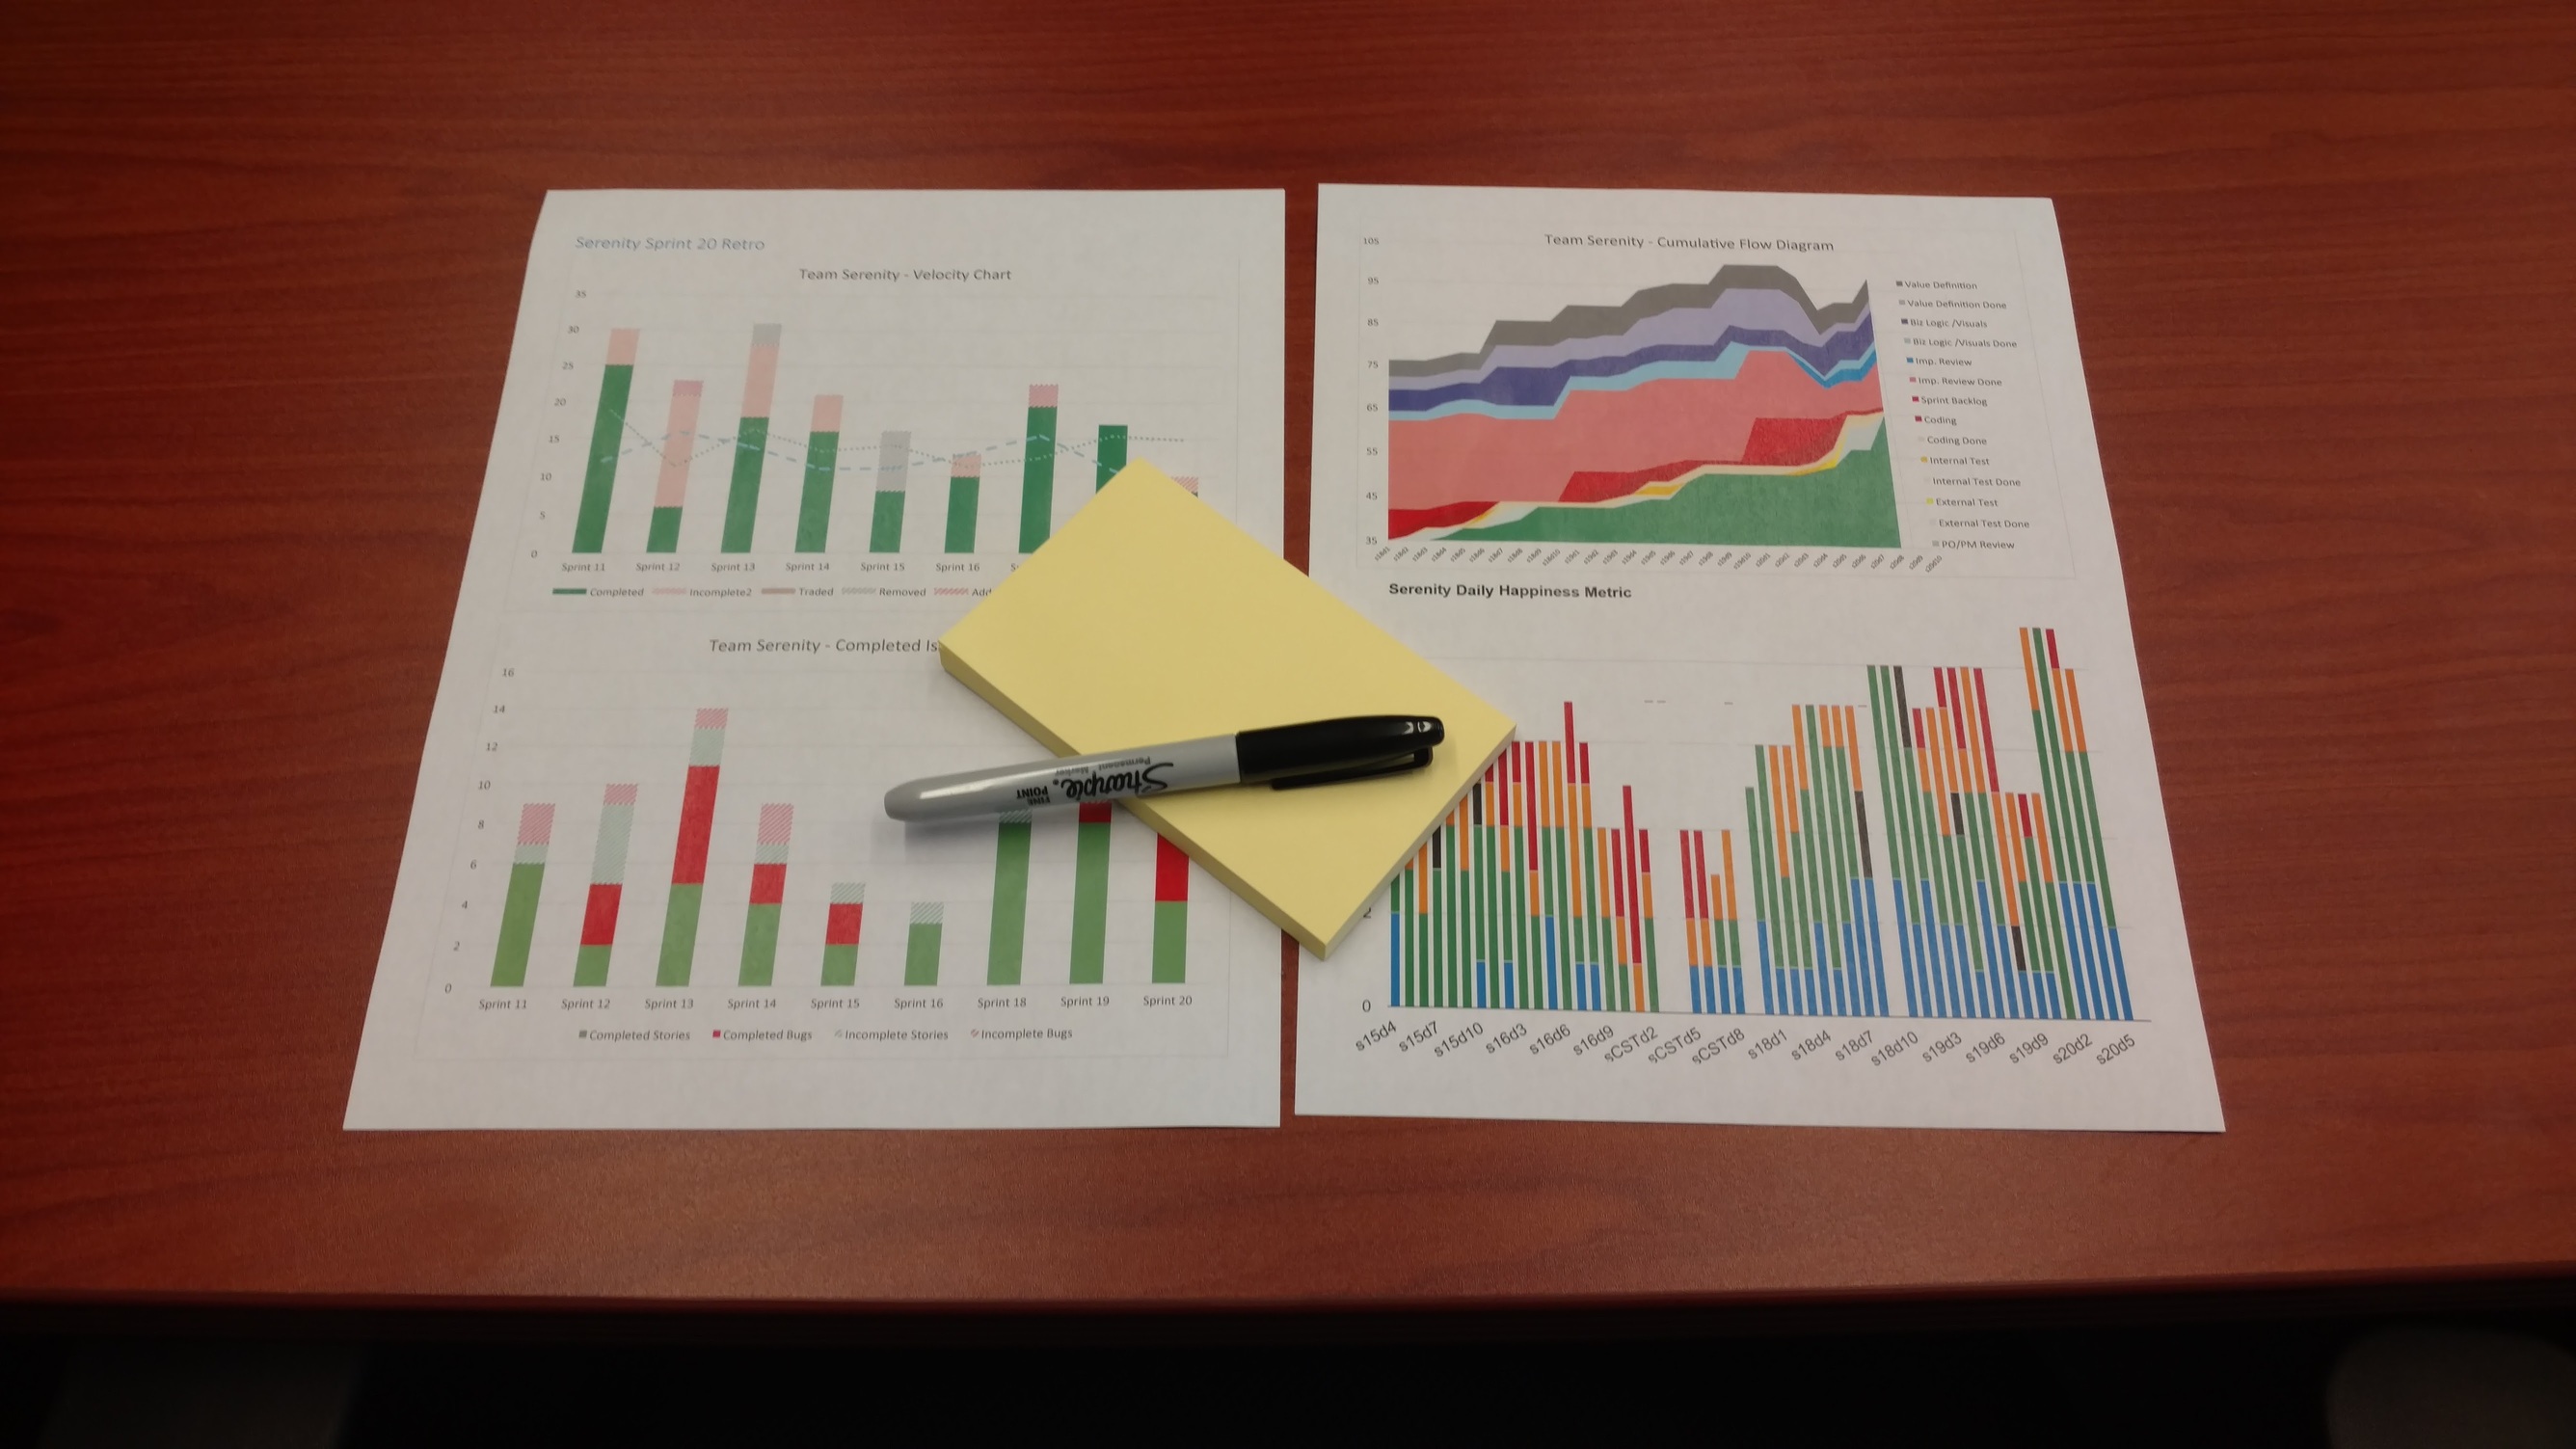 Serenity Sprint 20 Retro
Team Serenity - Velocity Chart
35
30
25
20
15
10
5
0
Sprint 11 Sprint 12 Sprint 13 Sprint 14 Sprint 15 Sprint 16 S
Completed Incomplete2 Traded Removed Add
Team Serenity - Completed Is
16
14
12
10
8
6
4
2
0
Sprint 11 Sprint 12 Sprint 13 Sprint 14 Sprint 15 Sprint 16 Sprint 18 Sprint 19 Sprint 20
Completed Stories Completed Bugs Incomplete Stories Incomplete Bugs
Sharpie.
Permanent Marker
FINE
POINT
Team Serenity - Cumulative Flow Diagram
105
95
85
75
65
55
45
35
Value Definition
Value Definition Done
Biz Logic /Visuals
Biz Logic /Visuals Done
Imp. Review
Imp. Review Done
Sprint Backlog
Coding
Coding Done
Internal Test
Internal Test Done
External Test
External Test Done
PO/PM Review
Serenity Daily Happiness Metric
2
0
s15d4 s15d7 s15d10 s16d3 s16d6 s16d9 sCSTd2 sCSTd5 sCSTd8 s18d1 s18d4 s18d7 s18d10 s19d3 s19d6 s19d9 s20d2 s20d5